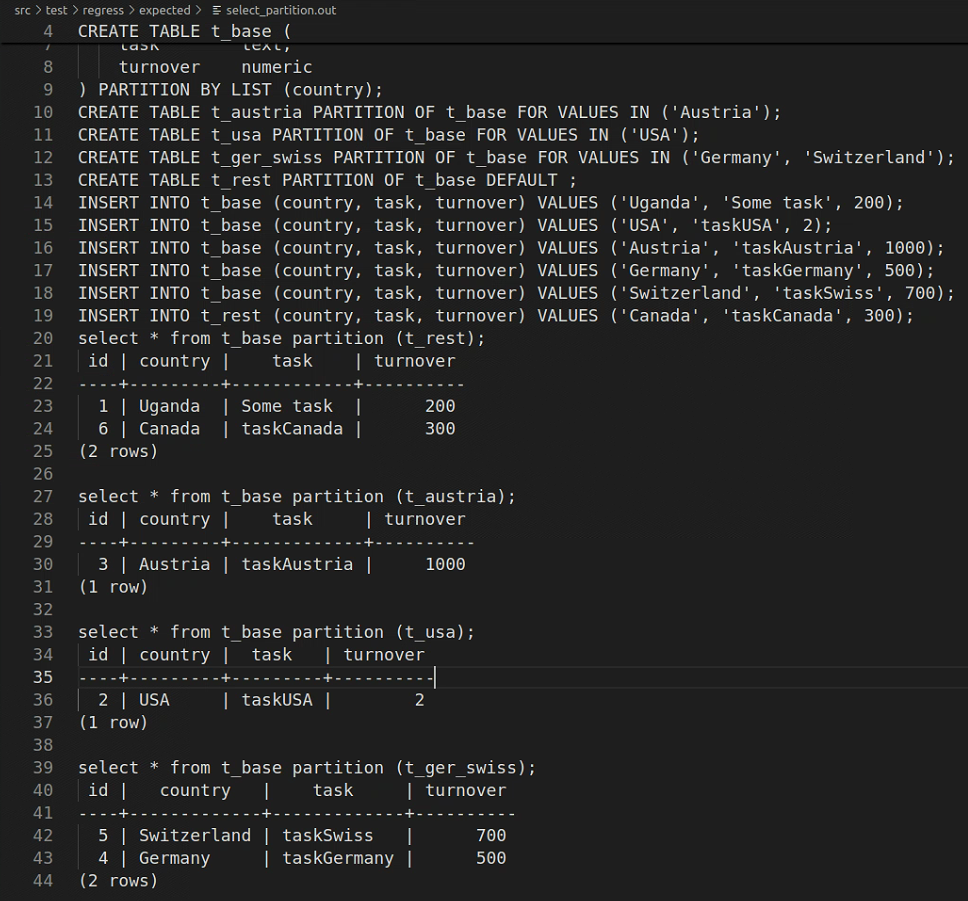 src > test > regress > expected > select_partition.out
4 CREATE TABLE t_base (
7 task text,
8 turnover numeric
9 ) PARTITION BY LIST (country);
10 CREATE TABLE t_austria PARTITION OF t_base FOR VALUES IN ('Austria');
11 CREATE TABLE t_usa PARTITION OF t_base FOR VALUES IN ('USA');
12 CREATE TABLE t_ger_swiss PARTITION OF t_base FOR VALUES IN ('Germany', 'Switzerland');
13 CREATE TABLE t_rest PARTITION OF t_base DEFAULT ;
14 INSERT INTO t_base (country, task, turnover) VALUES ('Uganda', 'Some task', 200);
15 INSERT INTO t_base (country, task, turnover) VALUES ('USA', 'taskUSA', 2);
16 INSERT INTO t_base (country, task, turnover) VALUES ('Austria', 'taskAustria', 1000);
17 INSERT INTO t_base (country, task, turnover) VALUES ('Germany', 'taskGermany', 500);
18 INSERT INTO t_base (country, task, turnover) VALUES ('Switzerland', 'taskSwiss', 700);
19 INSERT INTO t_rest (country, task, turnover) VALUES ('Canada', 'taskCanada', 300);
20 select * from t_base partition (t_rest);
21  id | country |    task    | turnover
22 ----+---------+------------+----------
23   1 | Uganda  | Some task  |      200
24   6 | Canada  | taskCanada |      300
25 (2 rows)
26
27 select * from t_base partition (t_austria);
28  id | country |    task     | turnover
29 ----+---------+-------------+----------
30   3 | Austria | taskAustria |     1000
31 (1 row)
32
33 select * from t_base partition (t_usa);
34  id | country |  task   | turnover
35 ----+---------+---------+----------
36   2 | USA     | taskUSA |        2
37 (1 row)
38
39 select * from t_base partition (t_ger_swiss);
40  id |   country   |    task     | turnover
41 ----+-------------+-------------+----------
42   5 | Switzerland | taskSwiss   |      700
43   4 | Germany     | taskGermany |      500
44 (2 rows)